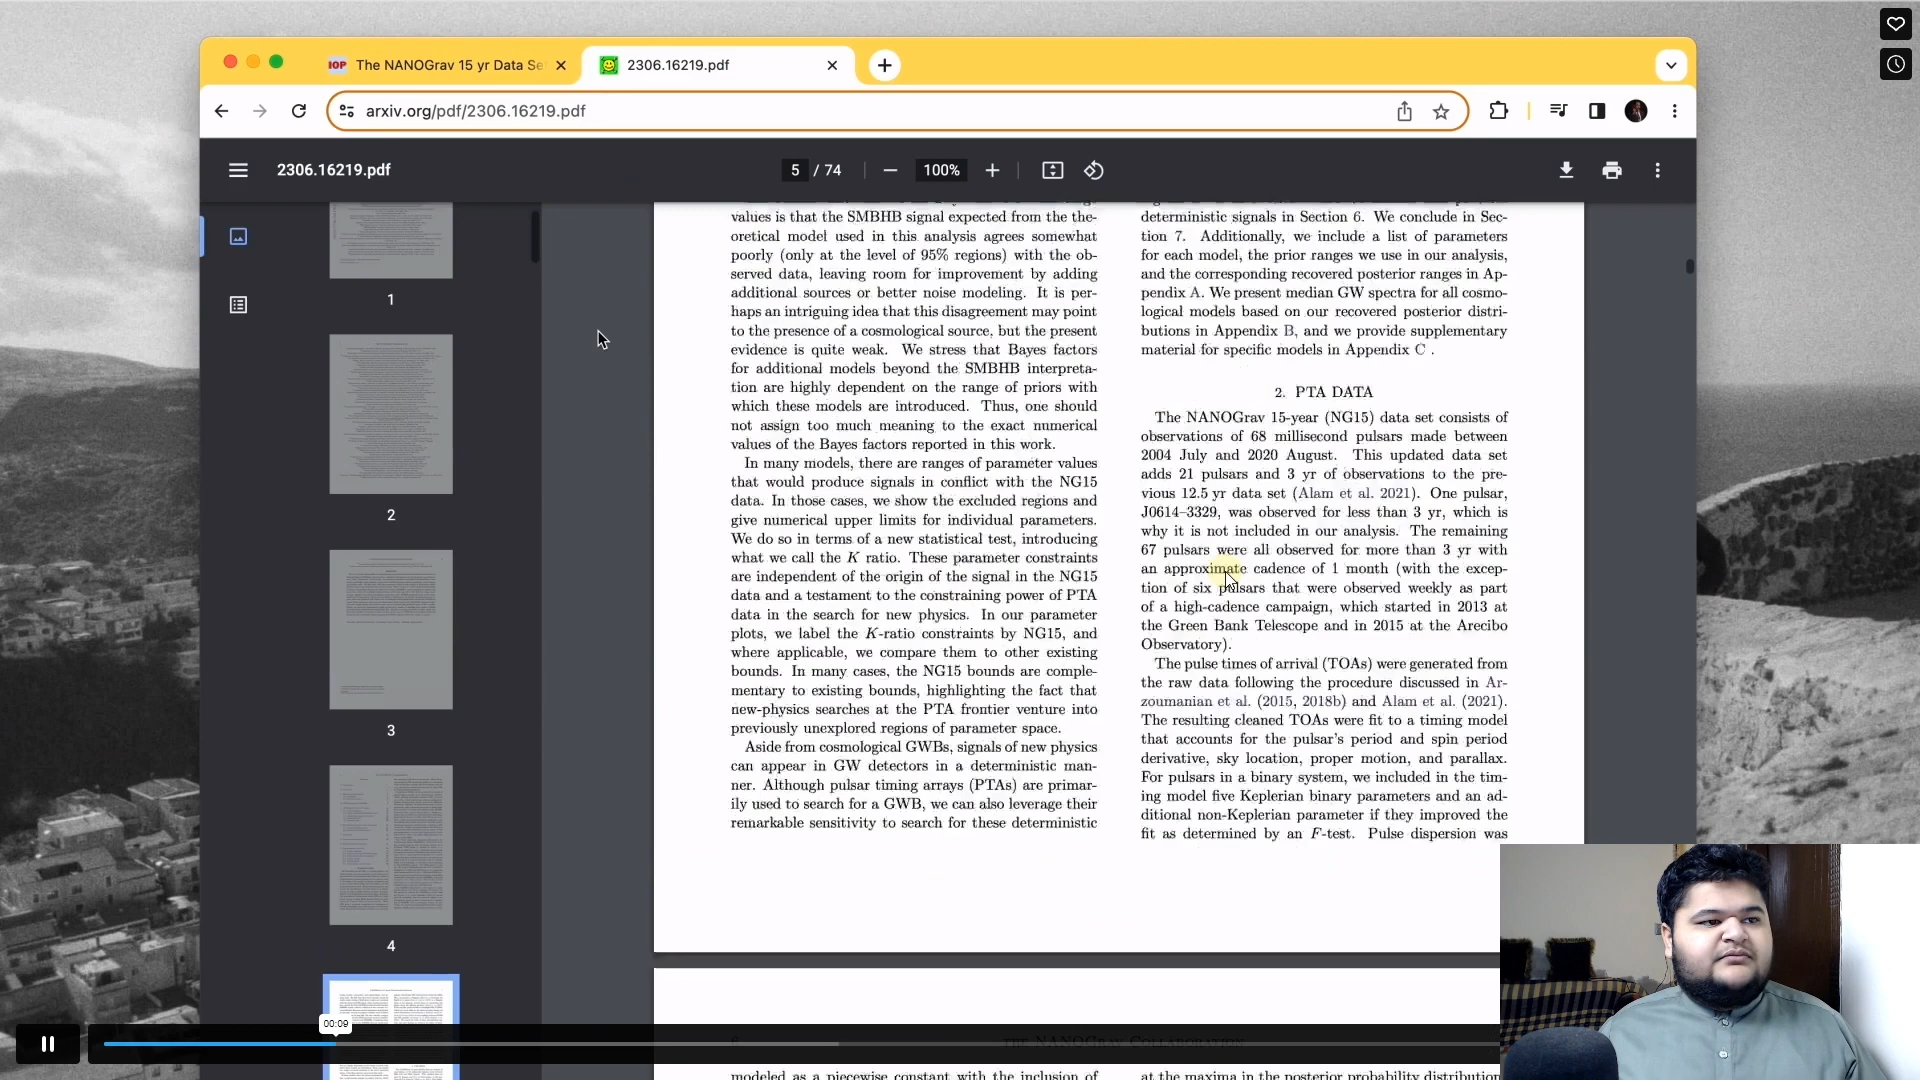 IOP The NANOGrav 15 yr Data Se
2306.16219.pdf
arxiv.org/pdf/2306.16219.pdf
2306.16219.pdf
5 / 74
100%
1
2
3
4
values is that the SMBHB signal expected from the the-
oretical model used in this analysis agrees somewhat
poorly (only at the level of 95% regions) with the ob-
served data, leaving room for improvement by adding
additional sources or better noise modeling. It is per-
haps an intriguing idea that this disagreement may point
to the presence of a cosmological source, but the present
evidence is quite weak. We stress that Bayes factors
for additional models beyond the SMBHB interpreta-
tion are highly dependent on the range of priors with
which these models are introduced. Thus, one should
not assign too much meaning to the exact numerical
values of the Bayes factors reported in this work.
In many models, there are ranges of parameter values
that would produce signals in conflict with the NG15
data. In those cases, we show the excluded regions and
give numerical upper limits for individual parameters.
We do so in terms of a new statistical test, introducing
what we call the K ratio. These parameter constraints
are independent of the origin of the signal in the NG15
data and a testament to the constraining power of PTA
data in the search for new physics. In our parameter
plots, we label the K-ratio constraints by NG15, and
where applicable, we compare them to other existing
bounds. In many cases, the NG15 bounds are comple-
mentary to existing bounds, highlighting the fact that
new-physics searches at the PTA frontier venture into
previously unexplored regions of parameter space.
Aside from cosmological GWBs, signals of new physics
can appear in GW detectors in a deterministic man-
ner. Although pulsar timing arrays (PTAs) are primar-
ily used to search for a GWB, we can also leverage their
remarkable sensitivity to search for these deterministic
deterministic signals in Section 6. We conclude in Sec-
tion 7. Additionally, we include a list of parameters
for each model, the prior ranges we use in our analysis,
and the corresponding recovered posterior ranges in Ap-
pendix A. We present median GW spectra for all cosmo-
logical models based on our recovered posterior distri-
butions in Appendix B, and we provide supplementary
material for specific models in Appendix C .
2. PTA DATA
The NANOGrav 15-year (NG15) data set consists of
observations of 68 millisecond pulsars made between
2004 July and 2020 August. This updated data set
adds 21 pulsars and 3 yr of observations to the pre-
vious 12.5 yr data set (Alam et al. 2021). One pulsar,
J0614–3329, was observed for less than 3 yr, which is
why it is not included in our analysis. The remaining
67 pulsars were all observed for more than 3 yr with
an approximate cadence of 1 month (with the excep-
tion of six pulsars that were observed weekly as part
of a high-cadence campaign, which started in 2013 at
the Green Bank Telescope and in 2015 at the Arecibo
Observatory).
The pulse times of arrival (TOAs) were generated from
the raw data following the procedure discussed in Ar-
zoumanian et al. (2015, 2018b) and Alam et al. (2021).
The resulting cleaned TOAs were fit to a timing model
that accounts for the pulsar's period and spin period
derivative, sky location, proper motion, and parallax.
For pulsars in a binary system, we included in the tim-
ing model five Keplerian binary parameters and an ad-
ditional non-Keplerian parameter if they improved the
fit as determined by an F-test. Pulse dispersion was
00:09
6 THE NANOGRAV COLLABORATION
modeled as a piecewise constant with the inclusion of
at the maxima in the posterior probability distribution